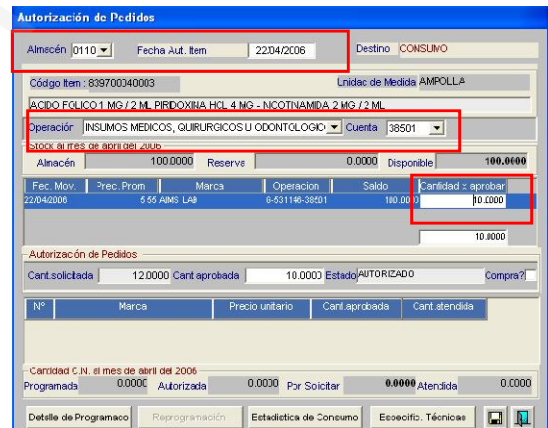 Autorización de Pedidos
Almacén 0110 Fecha Aut. Item 22/04/2006 Destino CONSUMO
Código Item : 839700040003 Unidad de Medida AMPOLLA
ACIDO FOLICO 1 MG / 2 ML PIRDOXINA HCL 4 MG - NICOTINAMIDA 2 MG / 2 ML
Operación INSUMOS MEDICOS, QUIRURGICOS U ODONTOLOGIC Cuenta 38501
Stock al mes de abril del 2006
Almacén 100.0000 Reserva 0.0000 Disponible 100.0000
Fec. Mov. Prec. Prom Marca Operacion Saldo Cantidad x aprobar
22/04/2006 5.55 AIMS LAB 6-531146-38501 100.0000 10.0000
10.0000
Autorización de Pedidos
Cant.solicitada 12.0000 Cant aprobada 10.0000 Estado AUTORIZADO Compra?
Nº Marca Precio unitario Cant.aprobada Cant.atendida
Cantidad C.N. al mes de abril del 2006
Programada 0.0000 Autorizada 0.0000 Por Solicitar 0.0000 Atendida 0.0000
Detalle de Programaco Reprogramación Estadistica de Consumo Especific. Técnicas